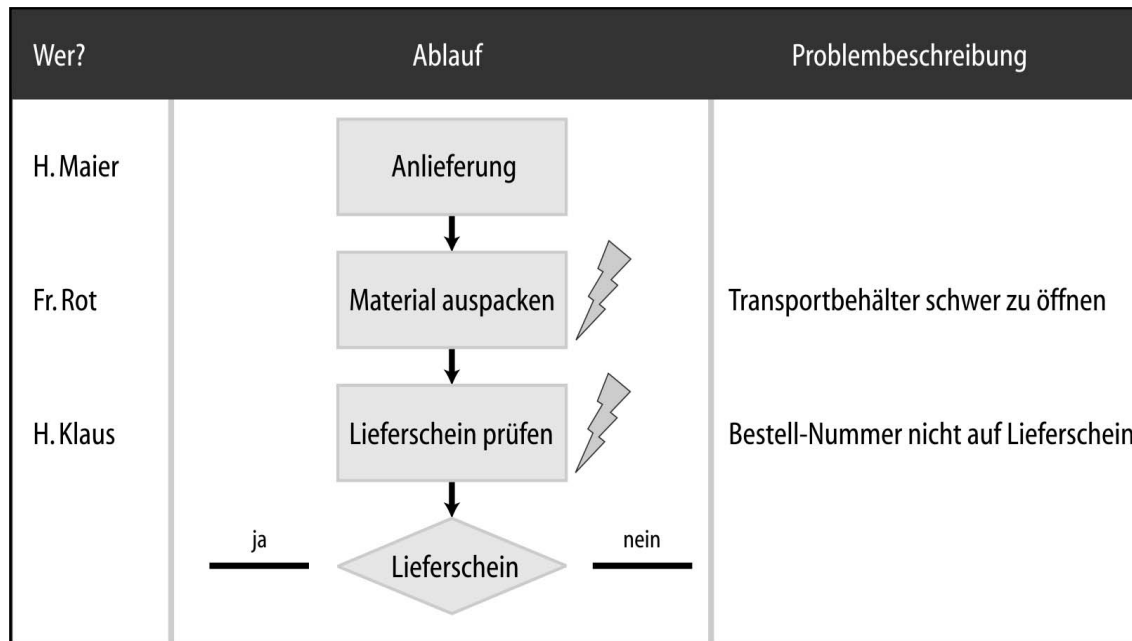 Wer? Ablauf Problembeschreibung
H. Maier Anlieferung
Fr. Rot Material auspacken Transportbehälter schwer zu öffnen
H. Klaus Lieferschein prüfen Bestell-Nummer nicht auf Lieferschein
ja Lieferschein nein